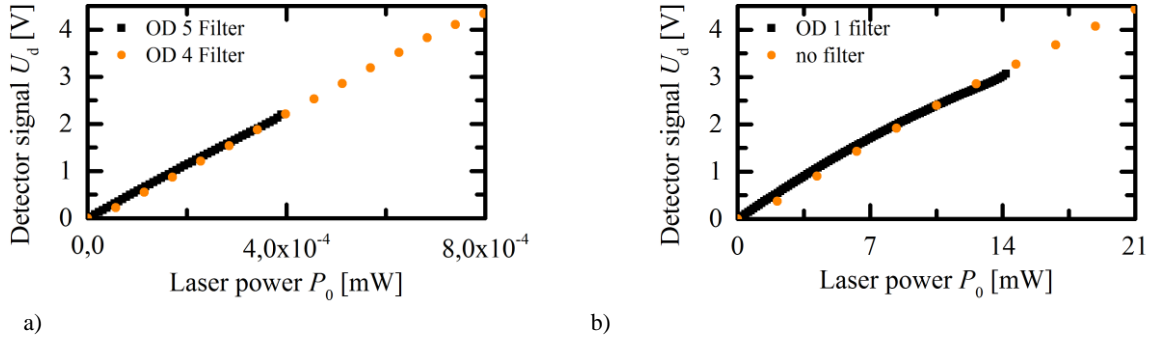 OD 5 Filter
OD 4 Filter
Detector signal U_d [V]
4
3
2
1
0
0,0
4,0x10^-4
8,0x10^-4
Laser power P_0 [mW]
a)
OD 1 filter
no filter
Detector signal U_d [V]
4
3
2
1
0
0
7
14
21
Laser power P_0 [mW]
b)